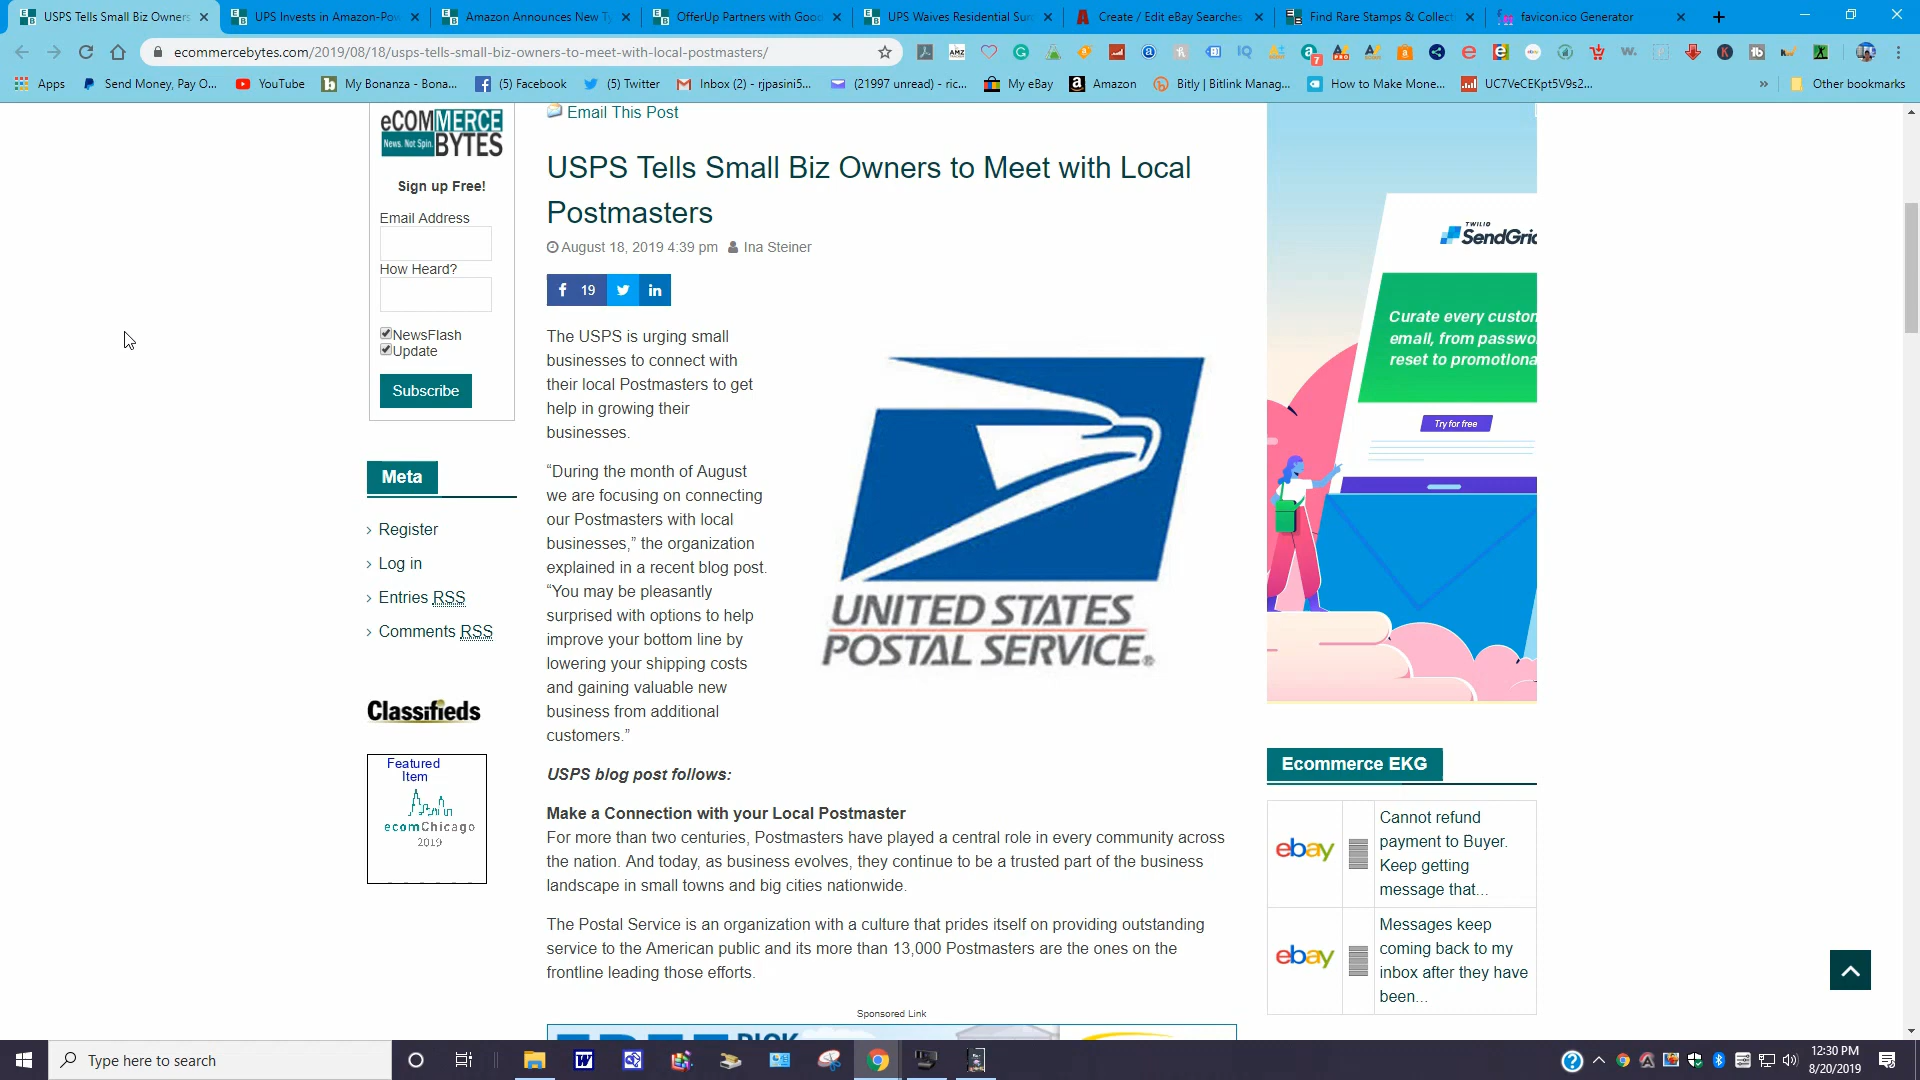 USPS Tells Small Biz Owners
UPS Invests in Amazon-Pow
Amazon Announces New Ty
OfferUp Partners with Goo
UPS Waives Residential Sur
Create / Edit eBay Searches
Find Rare Stamps & Collecti
favicon.ico Generator
ecommercebytes.com/2019/08/18/usps-tells-small-biz-owners-to-meet-with-local-postmasters/
Apps
Send Money, Pay O...
YouTube
My Bonanza - Bona...
(5) Facebook
(5) Twitter
Inbox (2) - rjpasini5...
(21997 unread) - ric...
My eBay
Amazon
Bitly | Bitlink Manag...
How to Make Mone...
UC7VeCEKpt5V9s2...
Other bookmarks
eCOMMERCE
News. Not Spin. BYTES
Sign up Free!
Email Address
How Heard?
NewsFlash
Update
Subscribe
Meta
Register
Log in
Entries RSS
Comments RSS
Classifieds
Featured
Item
ecomChicago
2019
Email This Post
USPS Tells Small Biz Owners to Meet with Local
Postmasters
August 18, 2019 4:39 pm Ina Steiner
19
The USPS is urging small
businesses to connect with
their local Postmasters to get
help in growing their
businesses.
“During the month of August
we are focusing on connecting
our Postmasters with local
businesses,” the organization
explained in a recent blog post.
“You may be pleasantly
surprised with options to help
improve your bottom line by
lowering your shipping costs
and gaining valuable new
business from additional
customers.”
UNITED STATES
POSTAL SERVICE®
USPS blog post follows:
Make a Connection with your Local Postmaster
For more than two centuries, Postmasters have played a central role in every community across
the nation. And today, as business evolves, they continue to be a trusted part of the business
landscape in small towns and big cities nationwide.
The Postal Service is an organization with a culture that prides itself on providing outstanding
service to the American public and its more than 13,000 Postmasters are the ones on the
frontline leading those efforts.
Sponsored Link
TWILIO
SendGrid
Curate every custom
email, from passwo
reset to promotiona
Try for free
Ecommerce EKG
ebay
Cannot refund
payment to Buyer.
Keep getting
message that...
ebay
Messages keep
coming back to my
inbox after they have
been...
Type here to search
12:30 PM
8/20/2019